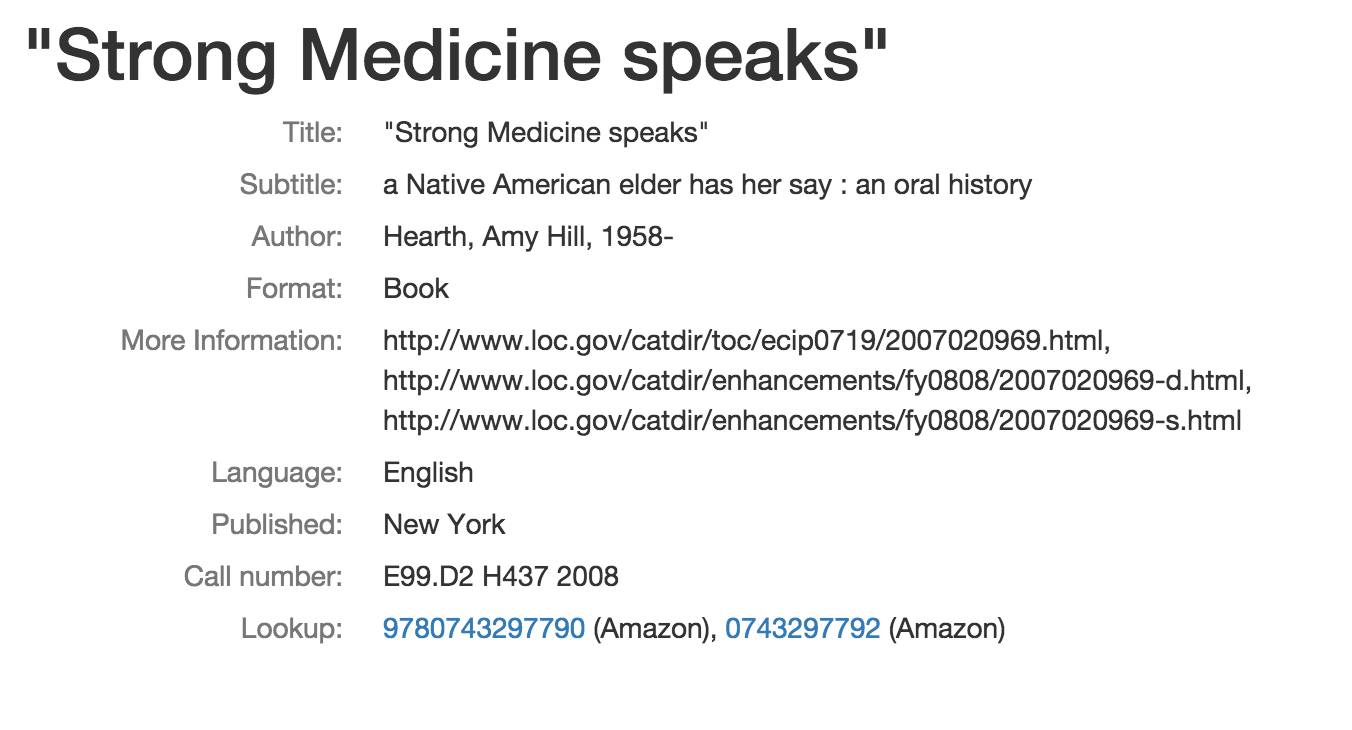 "Strong Medicine speaks"
Title: "Strong Medicine speaks"
Subtitle: a Native American elder has her say : an oral history
Author: Hearth, Amy Hill, 1958-
Format: Book
More Information: http://www.loc.gov/catdir/toc/ecip0719/2007020969.html,
http://www.loc.gov/catdir/enhancements/fy0808/2007020969-d.html,
http://www.loc.gov/catdir/enhancements/fy0808/2007020969-s.html
Language: English
Published: New York
Call number: E99.D2 H437 2008
Lookup: 9780743297790 (Amazon), 0743297792 (Amazon)